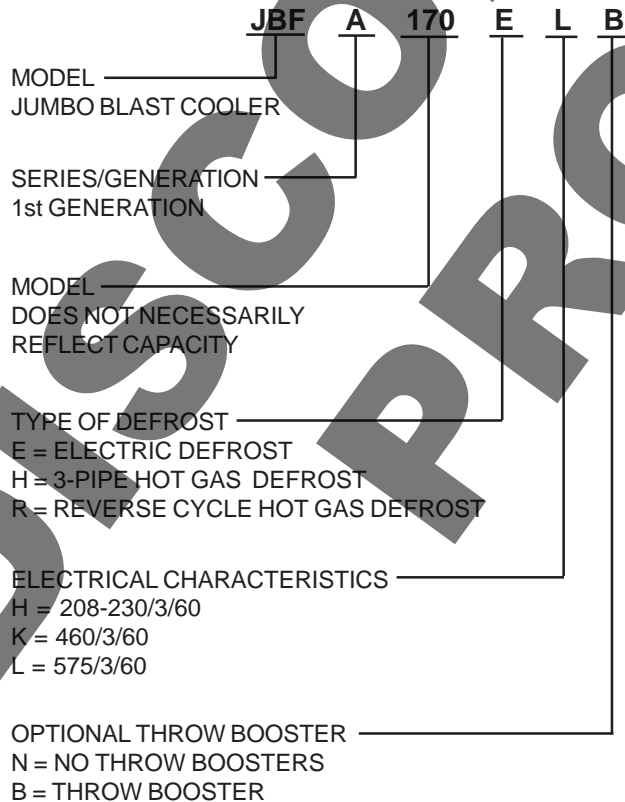 JBF A 170 E L B
MODEL
JUMBO BLAST COOLER
SERIES/GENERATION
1st GENERATION
MODEL
DOES NOT NECESSARILY
REFLECT CAPACITY
TYPE OF DEFROST
E = ELECTRIC DEFROST
H = 3-PIPE HOT GAS DEFROST
R = REVERSE CYCLE HOT GAS DEFROST
ELECTRICAL CHARACTERISTICS
H = 208-230/3/60
K = 460/3/60
L = 575/3/60
OPTIONAL THROW BOOSTER
N = NO THROW BOOSTERS
B = THROW BOOSTER
DISCO
PRO